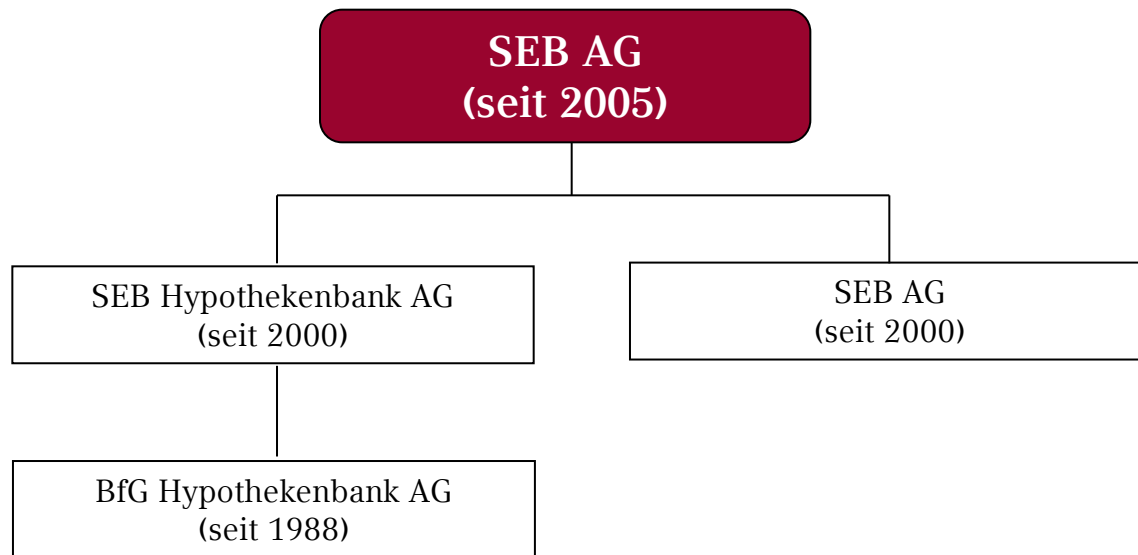 SEB AG
(seit 2005)
SEB Hypothekenbank AG
(seit 2000)
SEB AG
(seit 2000)
BfG Hypothekenbank AG
(seit 1988)